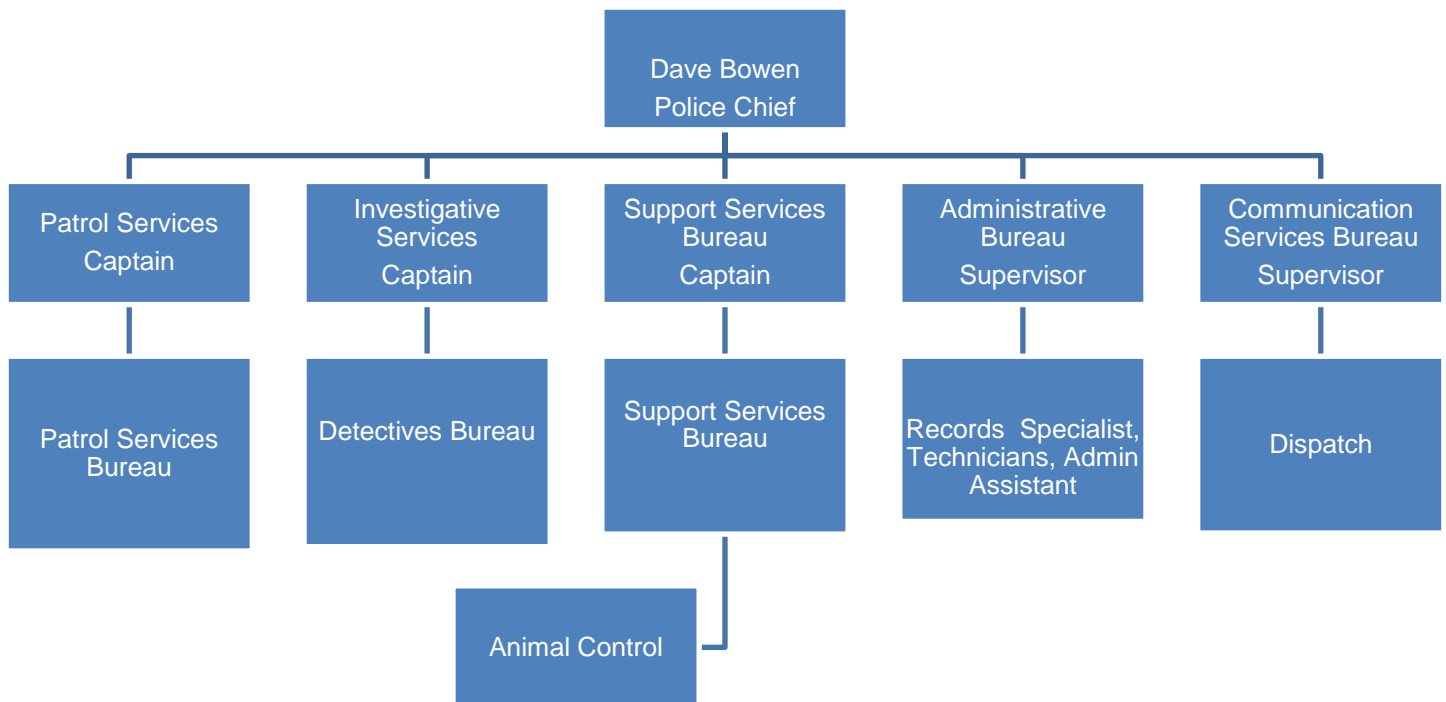 Dave Bowen
Police Chief
Patrol Services
Captain
Investigative
Services
Captain
Support Services
Bureau
Captain
Administrative
Bureau
Supervisor
Communication
Services Bureau
Supervisor
Patrol Services
Bureau
Detectives Bureau
Support Services
Bureau
Records Specialist,
Technicians, Admin
Assistant
Dispatch
Animal Control